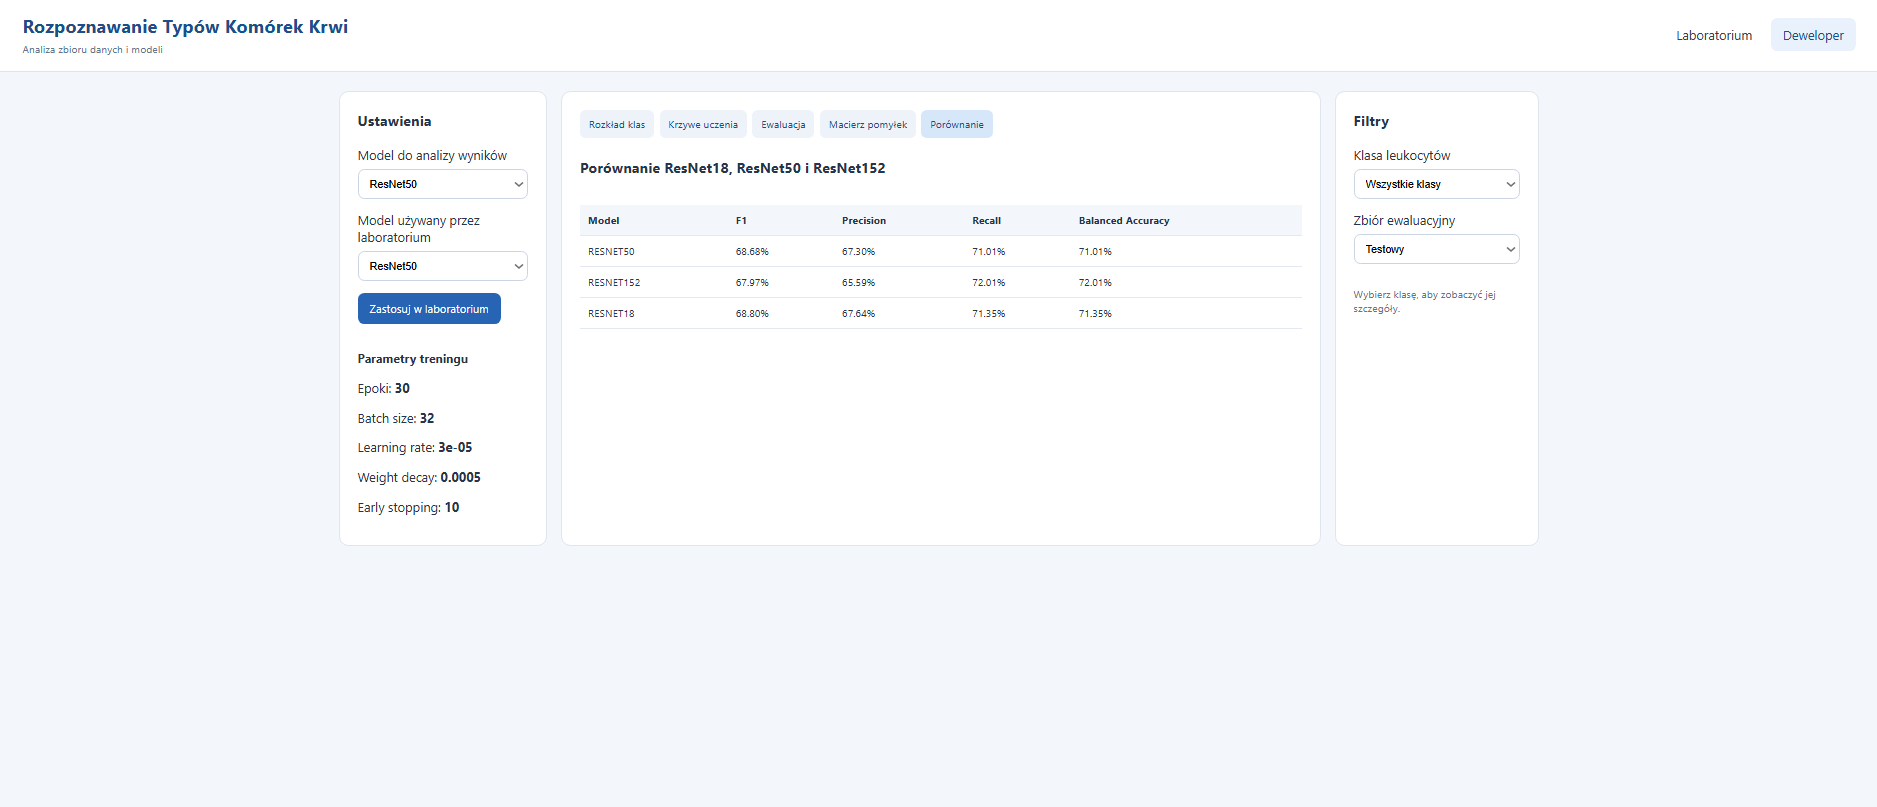 Rozpoznawanie Typów Komórek Krwi
Analiza zbioru danych i modeli
Laboratorium
Deweloper
Ustawienia
Model do analizy wyników
ResNet50
Model używany przez
laboratorium
ResNet50
Zastosuj w laboratorium
Parametry treningu
Epoki: 30
Batch size: 32
Learning rate: 3e-05
Weight decay: 0.0005
Early stopping: 10
Rozkład klas Krzywe uczenia Ewaluacja Macierz pomyłek Porównanie
Porównanie ResNet18, ResNet50 i ResNet152
Model F1 Precision Recall Balanced Accuracy
RESNET50 68.68% 67.30% 71.01% 71.01%
RESNET152 67.97% 65.59% 72.01% 72.01%
RESNET18 68.80% 67.64% 71.35% 71.35%
Filtry
Klasa leukocytów
Wszystkie klasy
Zbiór ewaluacyjny
Testowy
Wybierz klasę, aby zobaczyć jej
szczegóły.